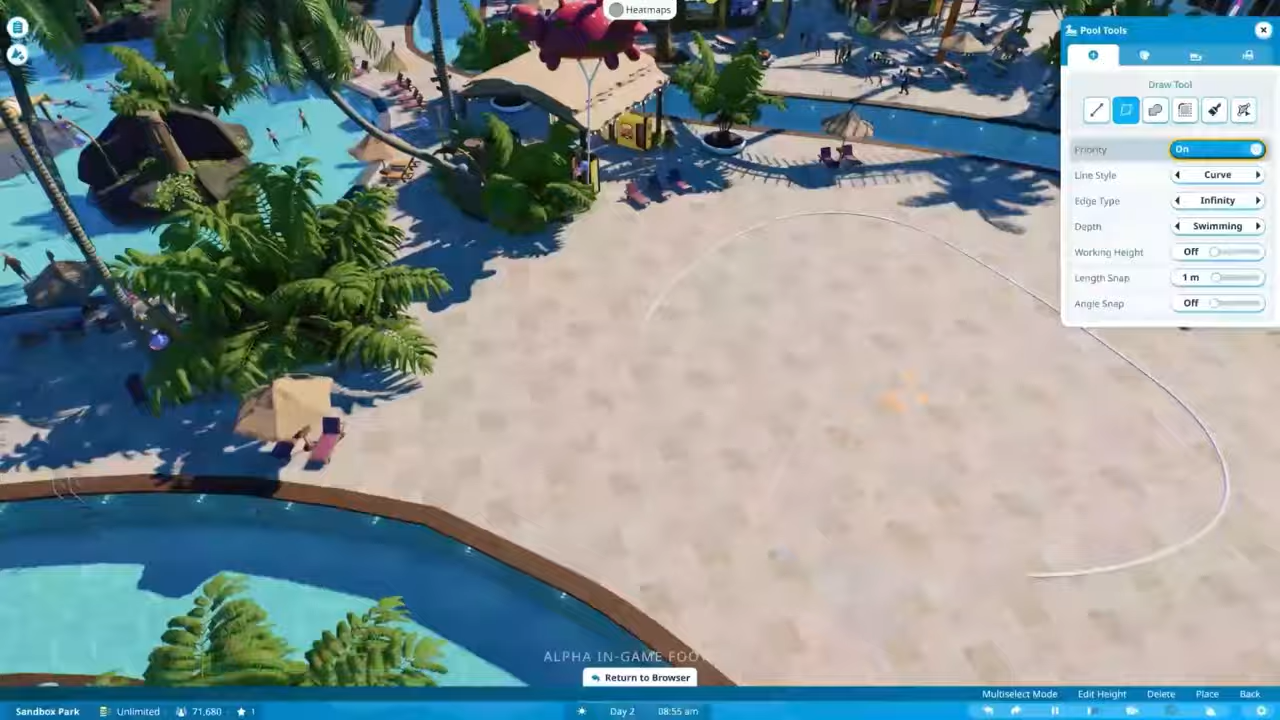 Heatmaps
Pool Tools
Draw Tool
Priority On
Line Style Curve
Edge Type Infinity
Depth Swimming
Working Height Off
Length Snap 1 m
Angle Snap Off
ALPHA IN-GAME FOO
Return to Browser
Multiselect Mode Edit Height Delete Place Back
Sandbox Park Unlimited 71,680 1 Day 2 08:55 am